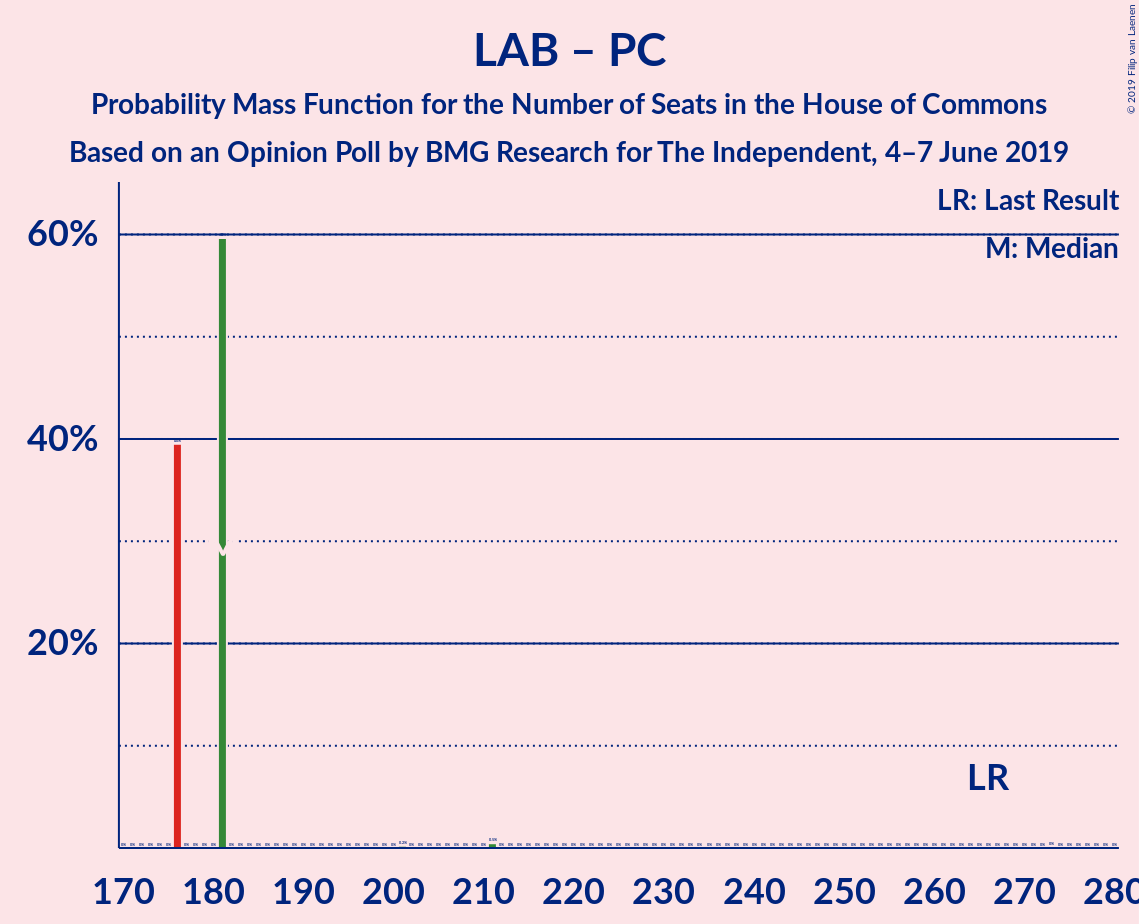 LAB – PC
Probability Mass Function for the Number of Seats in the House of Commons
Based on an Opinion Poll by BMG Research for The Independent, 4–7 June 2019
© 2019 Filip van Laenen
LR: Last Result
M: Median
60%
40%
20%
M
LR
170 180 190 200 210 220 230 240 250 260 270 280